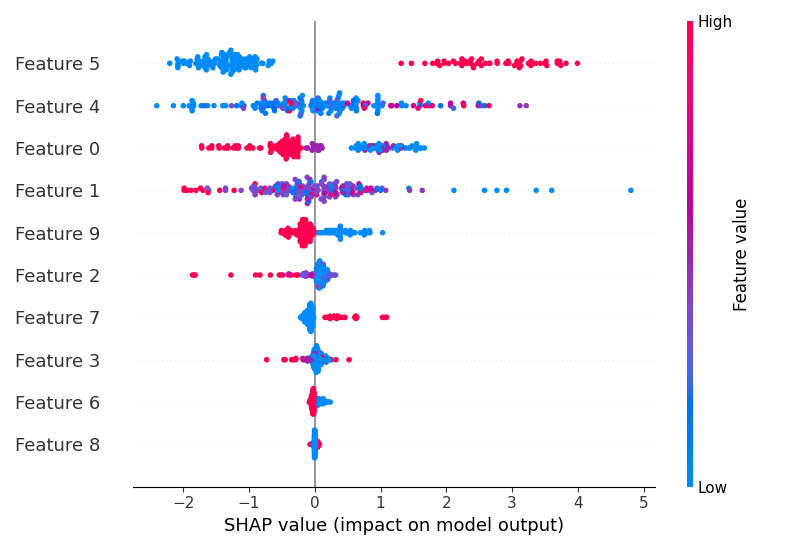 High
Feature 5
Feature 4
Feature 0
Feature 1
Feature 9
Feature 2
Feature 7
Feature 3
Feature 6
Feature 8
Feature value
Low
−2 −1 0 1 2 3 4 5
SHAP value (impact on model output)